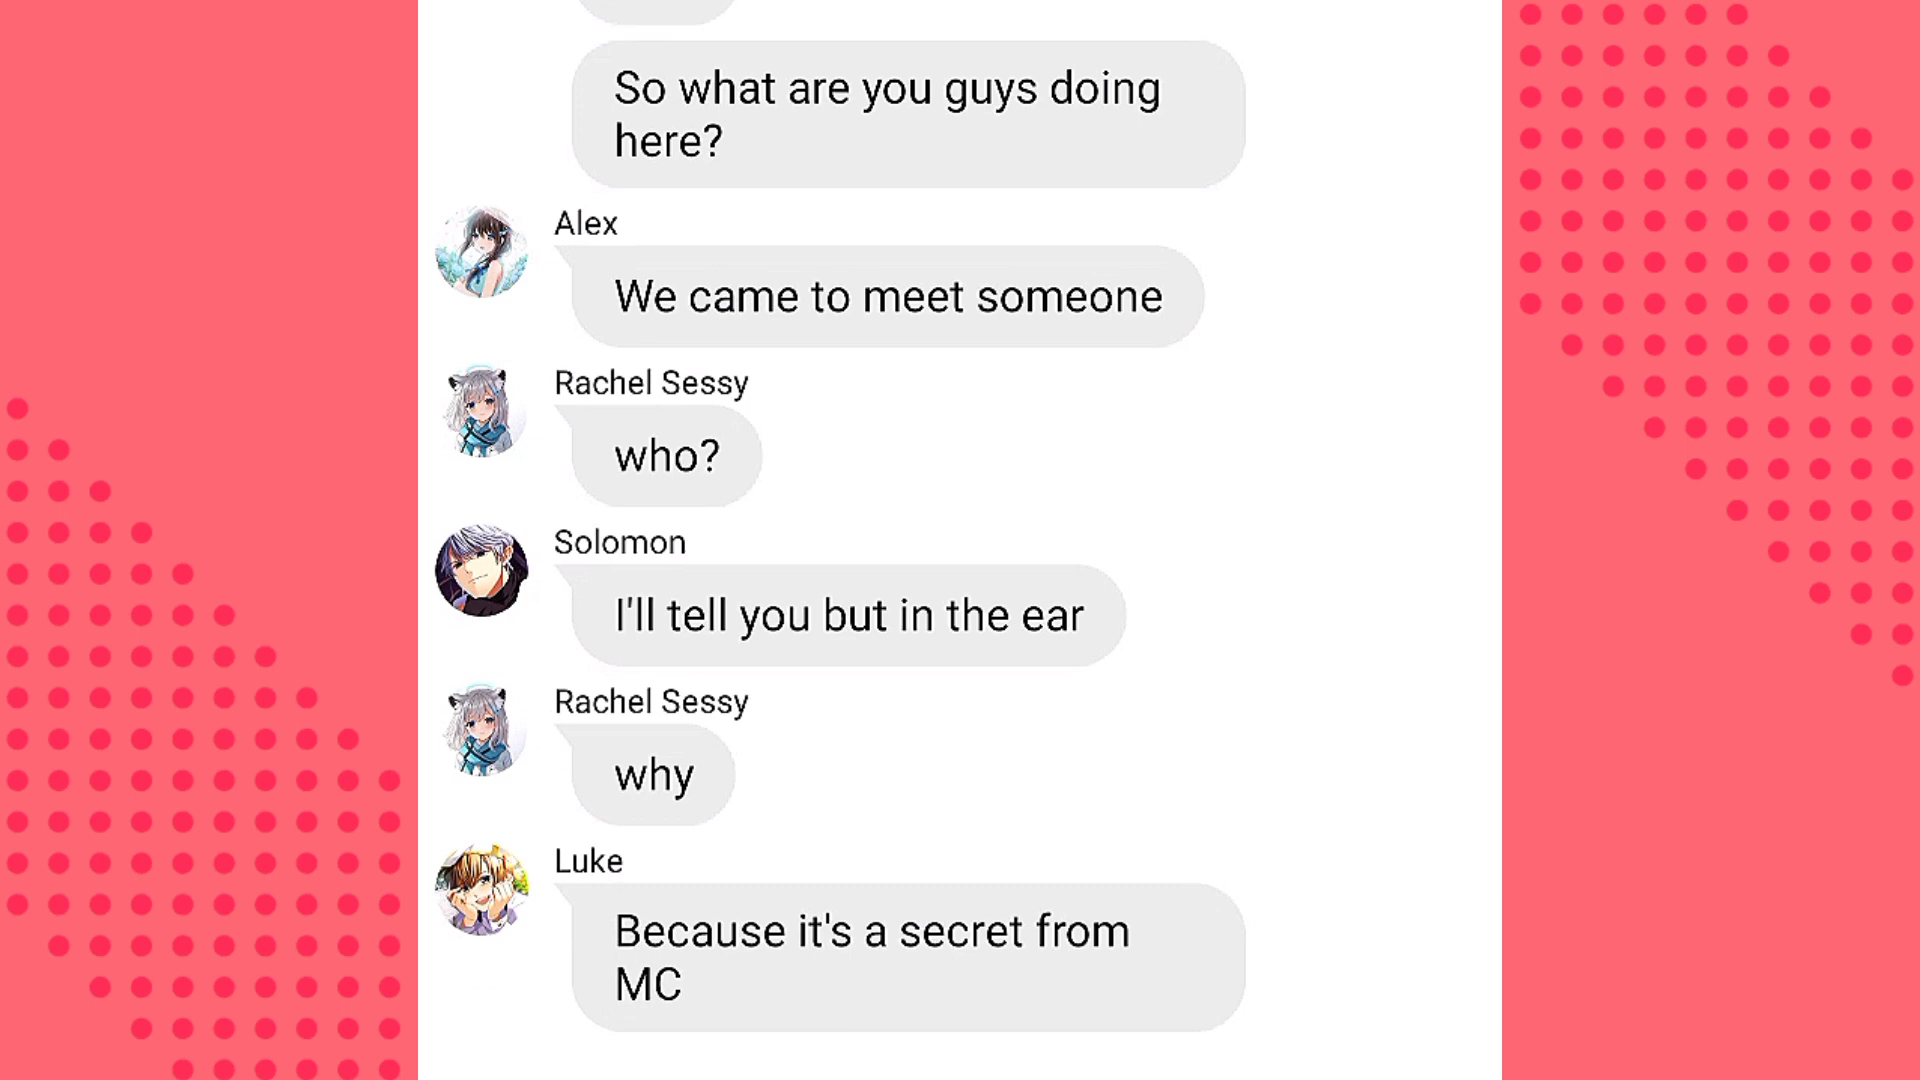 So what are you guys doing
here?
Alex
We came to meet someone
Rachel Sessy
who?
Solomon
I'll tell you but in the ear
Rachel Sessy
why
Luke
Because it's a secret from
MC